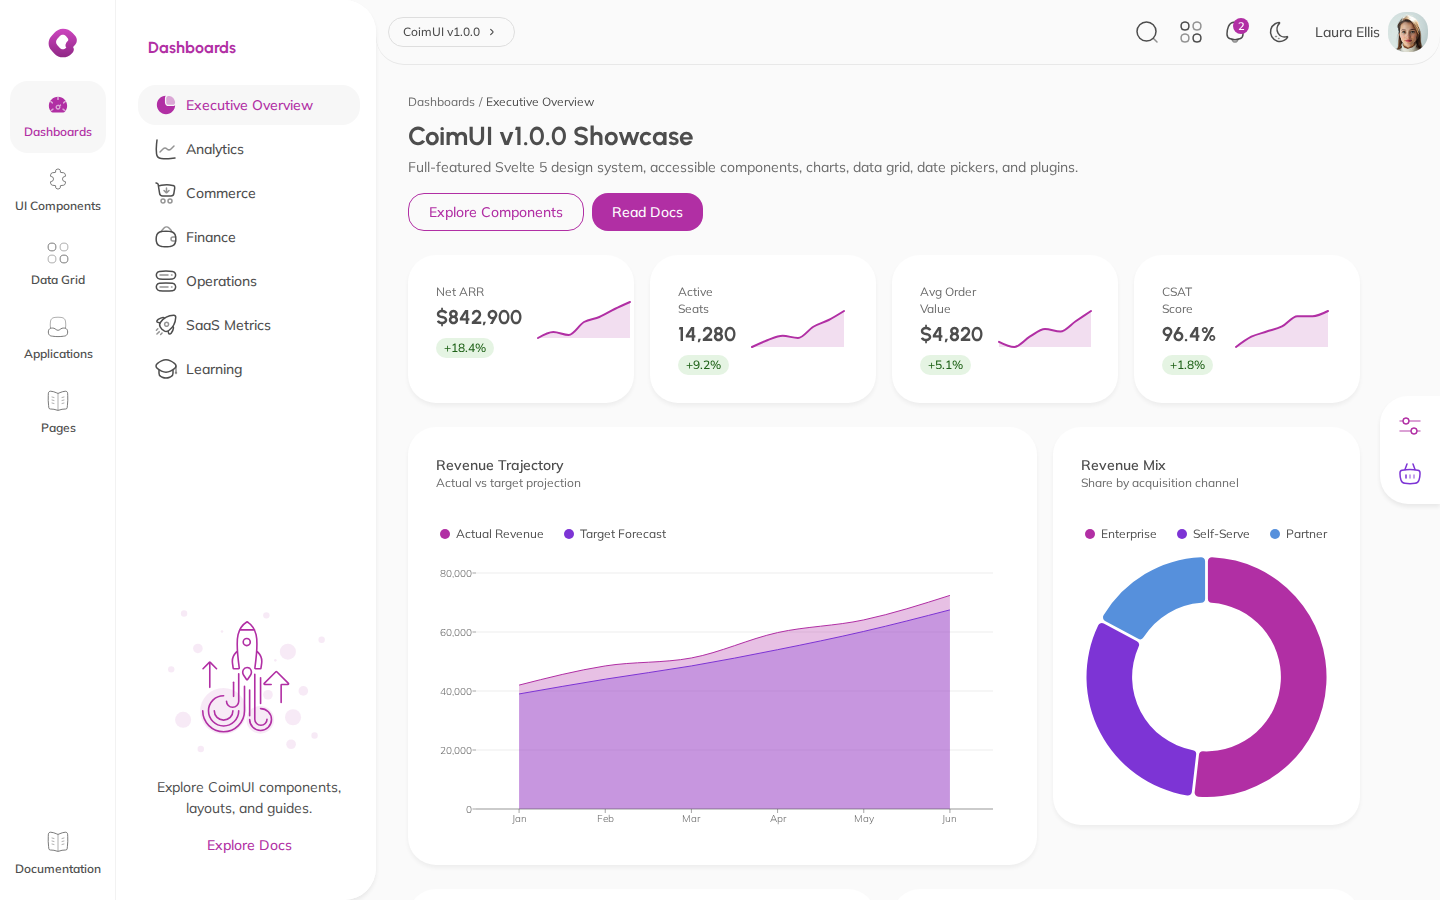 Dashboards
UI Components
Data Grid
Applications
Pages
Documentation
Dashboards
Executive Overview
Analytics
Commerce
Finance
Operations
SaaS Metrics
Learning
Explore CoimUI components,
layouts, and guides.
Explore Docs
CoimUI v1.0.0
2
Laura Ellis
Dashboards / Executive Overview
CoimUI v1.0.0 Showcase
Full-featured Svelte 5 design system, accessible components, charts, data grid, date pickers, and plugins.
Explore Components
Read Docs
Net ARR
$842,900
+18.4%
Active
Seats
14,280
+9.2%
Avg Order
Value
$4,820
+5.1%
CSAT
Score
96.4%
+1.8%
Revenue Trajectory
Actual vs target projection
Actual Revenue
Target Forecast
80,000
60,000
40,000
20,000
0
Jan
Feb
Mar
Apr
May
Jun
Revenue Mix
Share by acquisition channel
Enterprise
Self-Serve
Partner